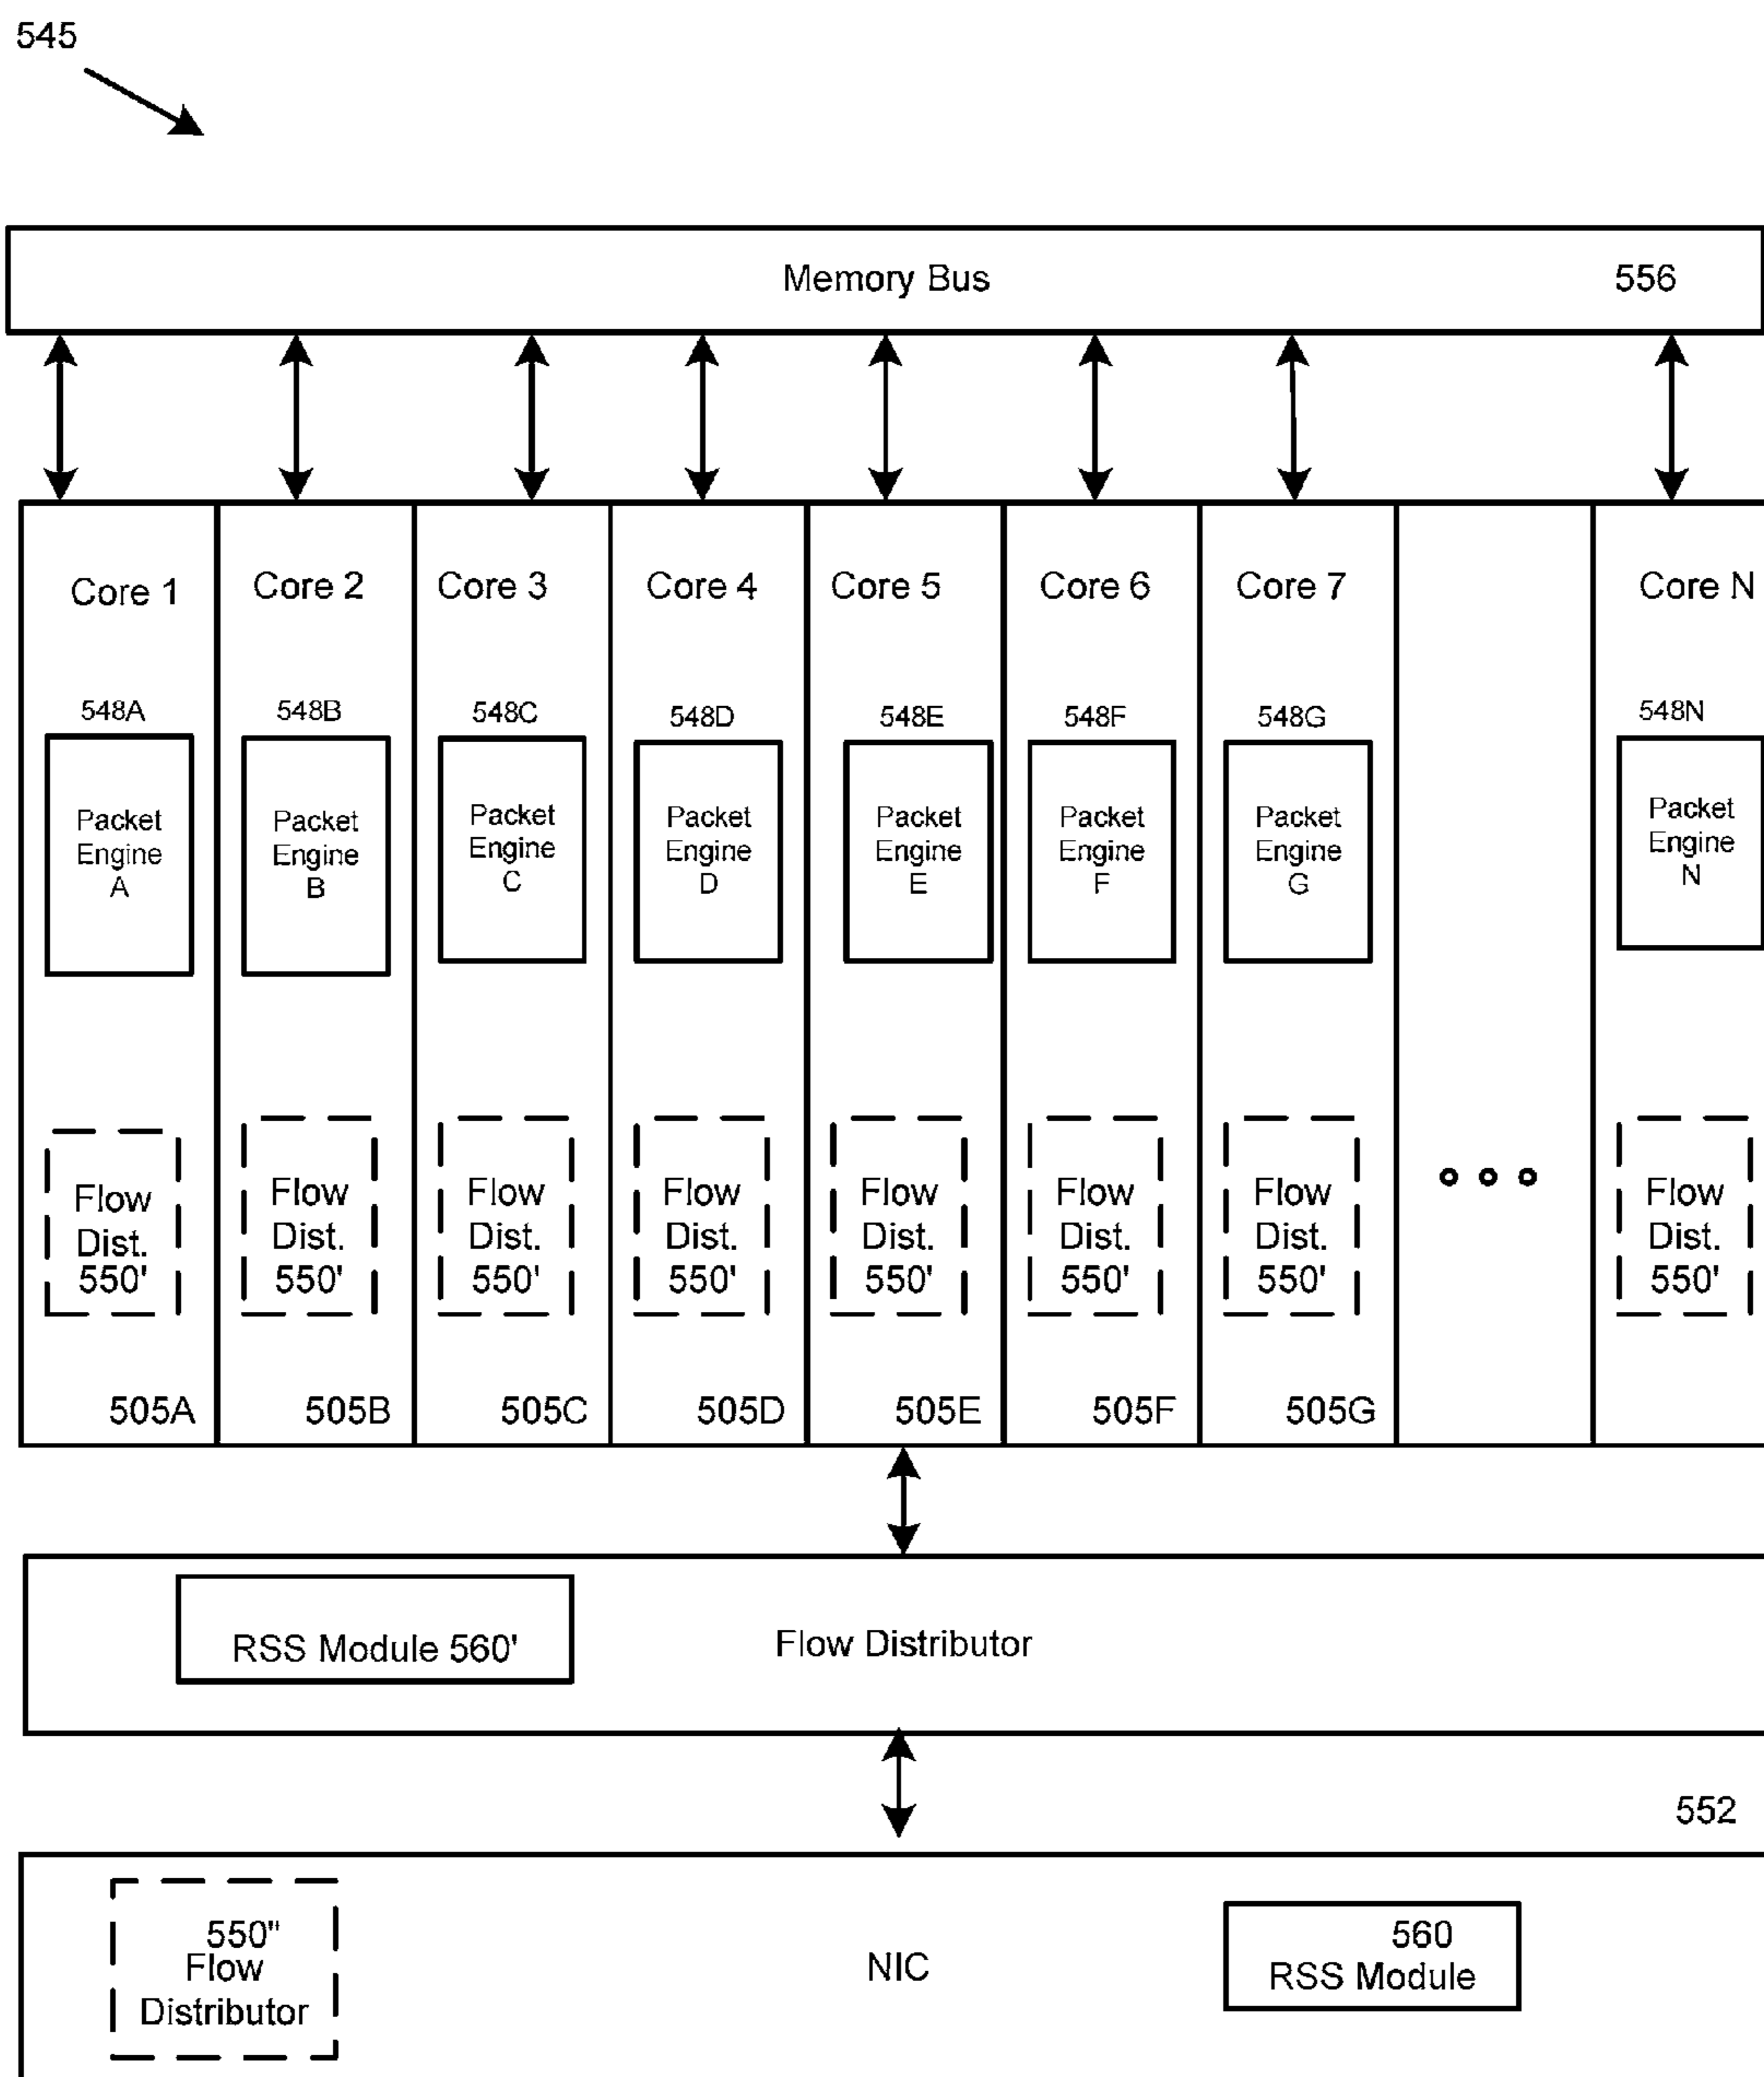 545
Memory Bus 556
Core 1 Core 2 Core 3 Core 4 Core 5 Core 6 Core 7 Core N
548A 548B 548C 548D 548E 548F 548G 548N
Packet Packet Packet Packet Packet Packet Packet Packet
Engine Engine Engine Engine Engine Engine Engine Engine
A B C D E F G N
Flow Flow Flow Flow Flow Flow Flow Flow
Dist. Dist. Dist. Dist. Dist. Dist. Dist. Dist.
550' 550' 550' 550' 550' 550' 550' 550'
505A 505B 505C 505D 505E 505F 505G
RSS Module 560' Flow Distributor
552
550"
Flow
Distributor
NIC
560
RSS Module